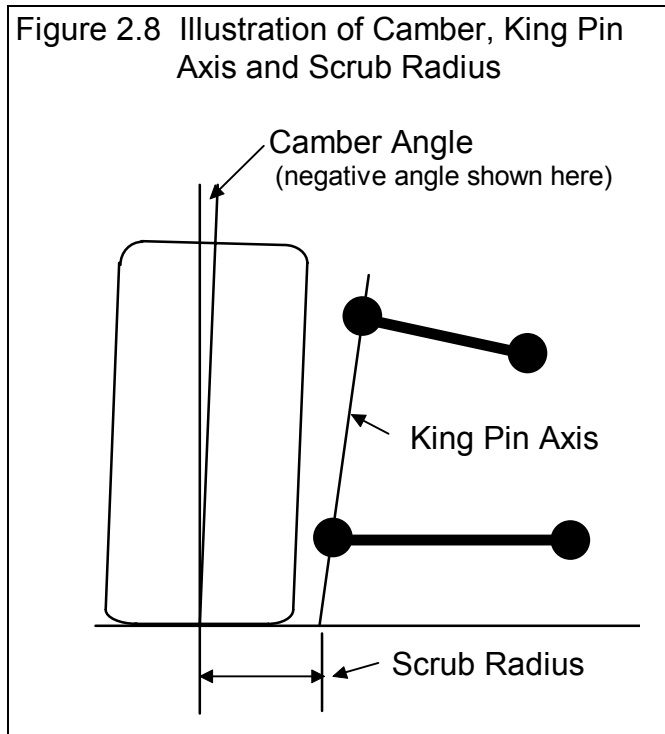 Figure 2.8 Illustration of Camber, King Pin
Axis and Scrub Radius
Camber Angle
(negative angle shown here)
King Pin Axis
Scrub Radius